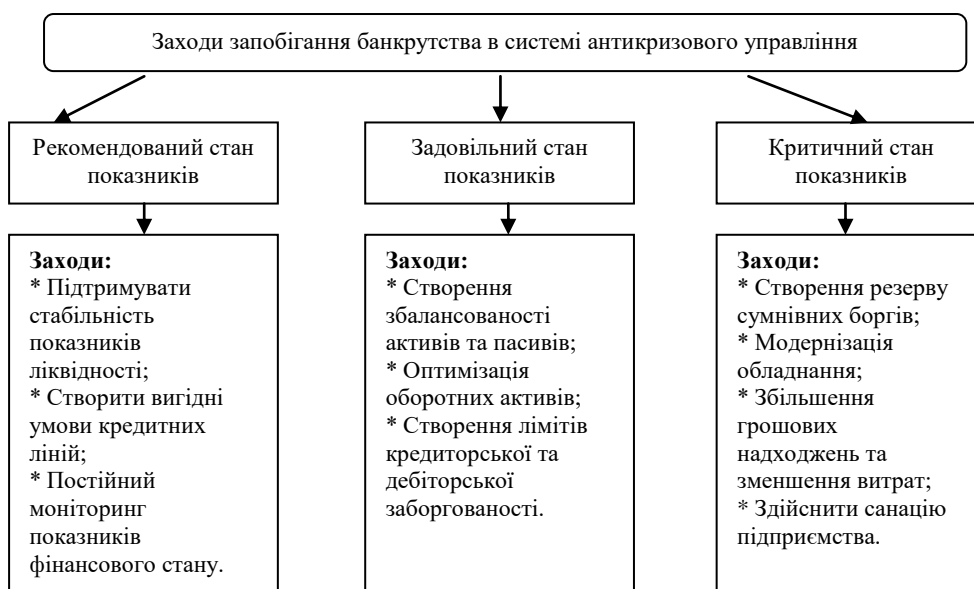 Заходи запобігання банкрутства в системі антикризового управління
Рекомендований стан
показників
Задовільний стан
показників
Критичний стан
показників
Заходи:
* Підтримувати
стабільність
показників
ліквідності;
* Створити вигідні
умови кредитних
ліній;
* Постійний
моніторинг
показників
фінансового стану.
Заходи:
* Створення
збалансованості
активів та пасивів;
* Оптимізація
оборотних активів;
* Створення лімітів
кредиторської та
дебіторської
заборгованості.
Заходи:
* Створення резерву
сумнівних боргів;
* Модернізація
обладнання;
* Збільшення
грошових
надходжень та
зменшення витрат;
* Здійснити санацію
підприємства.